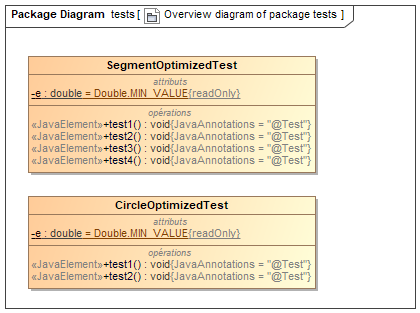 Package Diagram tests [ Overview diagram of package tests ]
SegmentOptimizedTest
attributs
-e : double = Double.MIN_VALUE{readOnly}
opérations
«JavaElement»+test1() : void{JavaAnnotations = "@Test"}
«JavaElement»+test2() : void{JavaAnnotations = "@Test"}
«JavaElement»+test3() : void{JavaAnnotations = "@Test"}
«JavaElement»+test4() : void{JavaAnnotations = "@Test"}
CircleOptimizedTest
attributs
-e : double = Double.MIN_VALUE{readOnly}
opérations
«JavaElement»+test1() : void{JavaAnnotations = "@Test"}
«JavaElement»+test2() : void{JavaAnnotations = "@Test"}